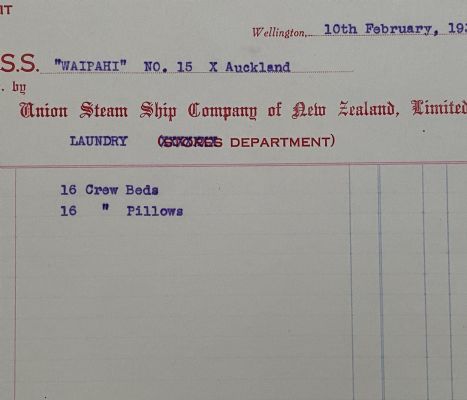 IT
Wellington, 10th February, 193
S.S. "WAIPAHI" NO. 15 X Auckland
. by
Union Steam Ship Company of New Zealand, Limited
LAUNDRY (STORES DEPARTMENT)
16 Crew Beds
16 " Pillows